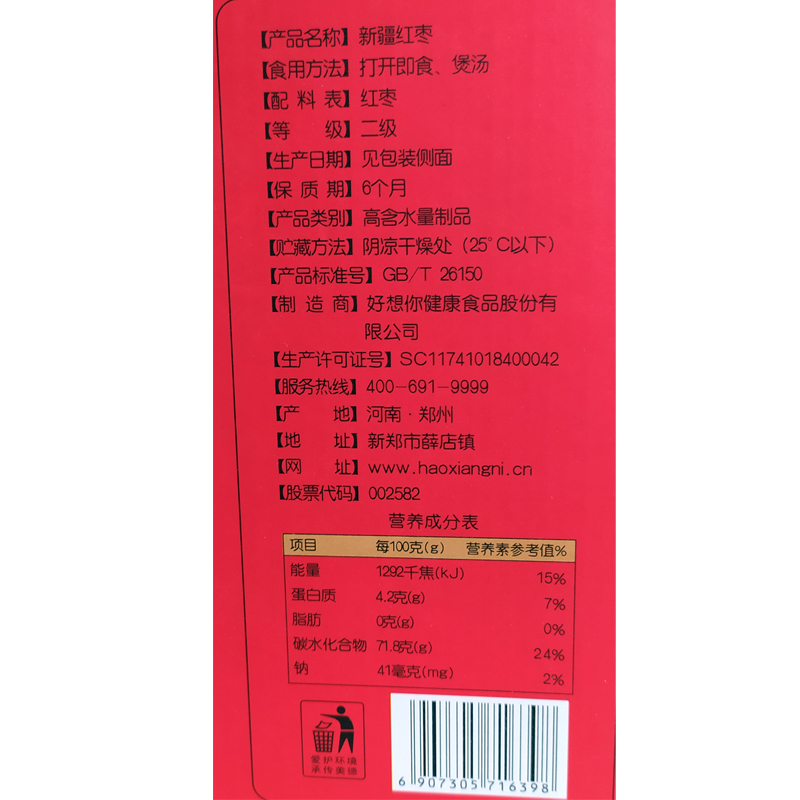 【产品名称】新疆红枣
【食用方法】打开即食、煲汤
【配 料 表】红枣
【等 级】二级
【生产日期】见包装侧面
【保 质 期】6个月
【产品类别】高含水量制品
【贮藏方法】阴凉干燥处（25°C以下）
【产品标准号】GB/T 26150
【制 造 商】好想你健康食品股份有
限公司
【生产许可证号】SC11741018400042
【服务热线】400-691-9999
【产 地】河南·郑州
【地 址】新郑市薛店镇
【网 址】www.haoxiangni.cn
【股票代码】002582
营养成分表
项目 每100克(g) 营养素参考值%
能量 1292千焦(kJ) 15%
蛋白质 4.2克(g) 7%
脂肪 0克(g) 0%
碳水化合物 71.8克(g) 24%
钠 41毫克(mg) 2%
爱护环境
承传美德
6 907305 716398